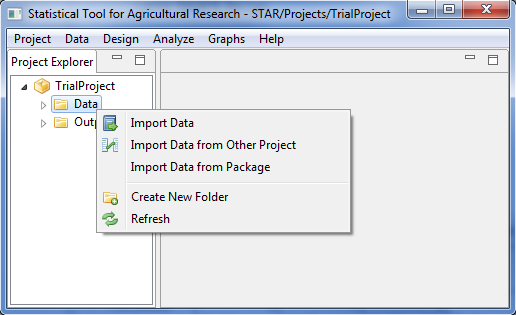 Statistical Tool for Agricultural Research - STAR/Projects/TrialProject
Project Data Design Analyze Graphs Help
Project Explorer
TrialProject
Data
Outp
Import Data
Import Data from Other Project
Import Data from Package
Create New Folder
Refresh